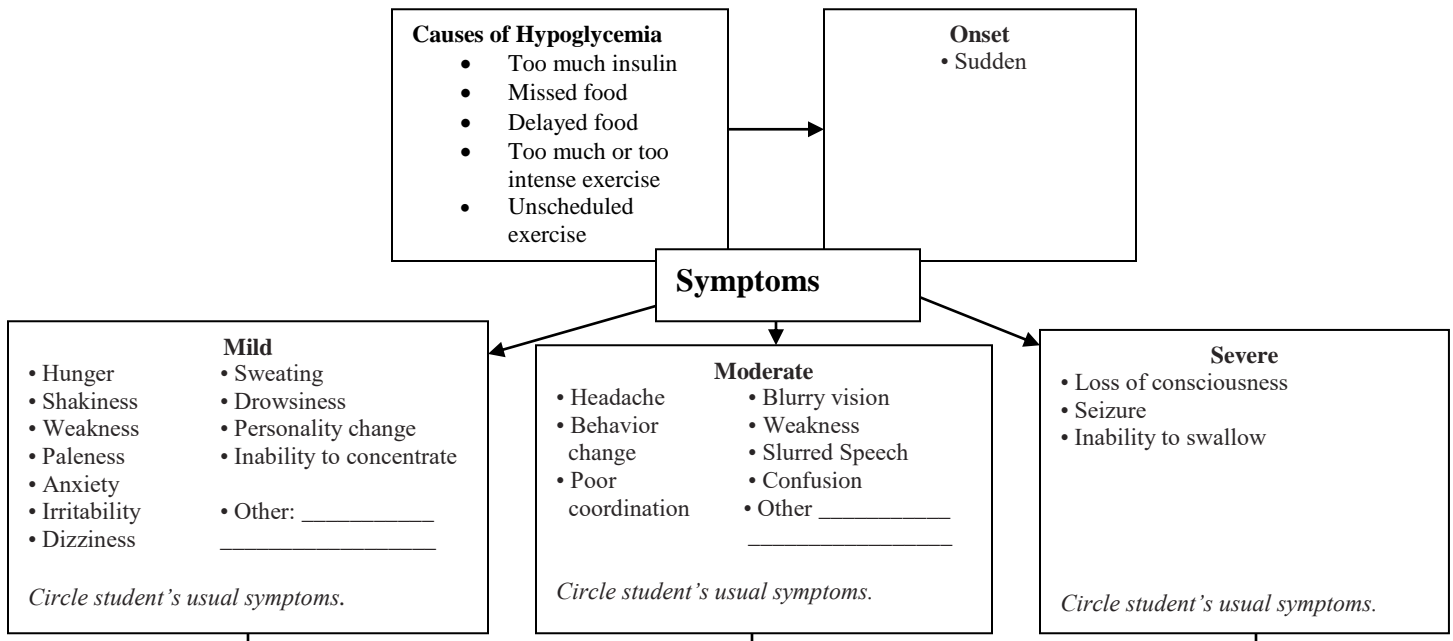 Causes of Hypoglycemia
• Too much insulin
• Missed food
• Delayed food
• Too much or too
intense exercise
• Unscheduled
exercise
Onset
• Sudden
Symptoms
Mild
• Hunger
• Shakiness
• Weakness
• Paleness
• Anxiety
• Irritability
• Dizziness
• Sweating
• Drowsiness
• Personality change
• Inability to concentrate
• Other: ___________
__________________
Circle student’s usual symptoms.
Moderate
• Headache
• Behavior
change
• Poor
coordination
• Blurry vision
• Weakness
• Slurred Speech
• Confusion
• Other ___________
_________________
Circle student’s usual symptoms.
Severe
• Loss of consciousness
• Seizure
• Inability to swallow
Circle student’s usual symptoms.